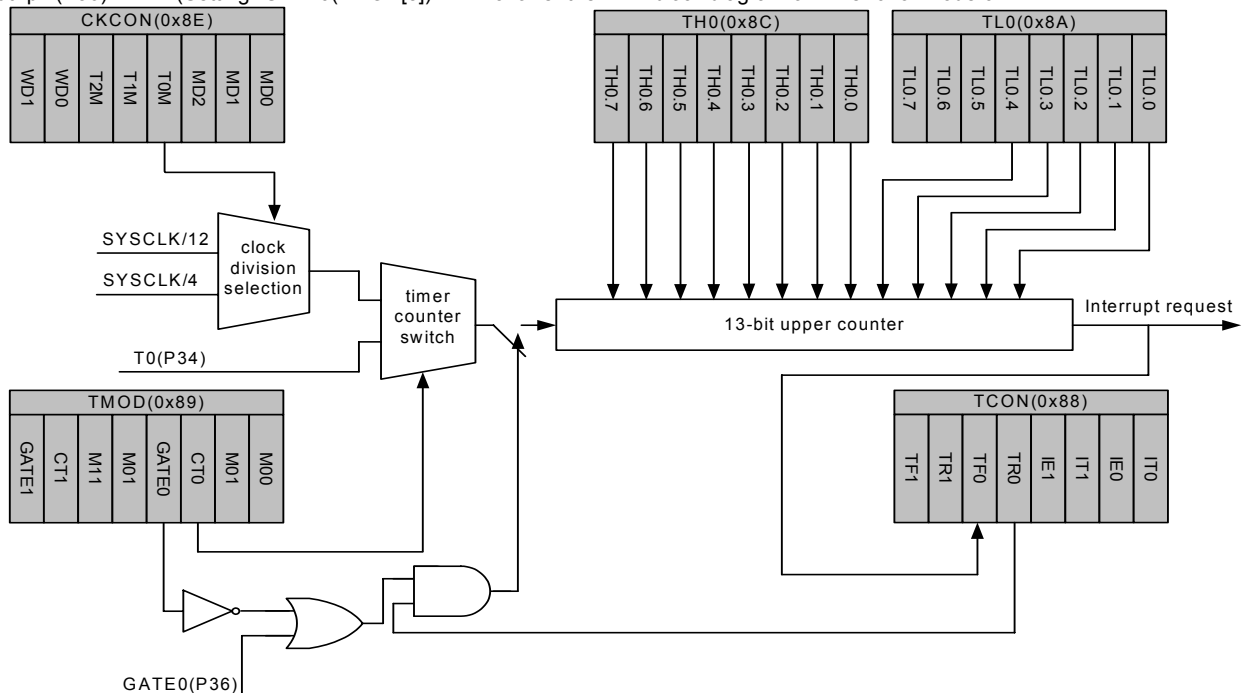 CKCON(0x8E)
WD1
WD0
T2M
T1M
T0M
MD2
MD1
MD0
TH0(0x8C)
TH0.7
TH0.6
TH0.5
TH0.4
TH0.3
TH0.2
TH0.1
TH0.0
TL0(0x8A)
TL0.7
TL0.6
TL0.5
TL0.4
TL0.3
TL0.2
TL0.1
TL0.0
SYSCLK/12
SYSCLK/4
clock
division
selection
timer
counter
switch
T0(P34)
13-bit upper counter
Interrupt request
TMOD(0x89)
GATE1
CT1
M11
M01
GATE0
CT0
M01
M00
TCON(0x88)
TF1
TR1
TF0
TR0
IE1
IT1
IE0
IT0
GATE0(P36)